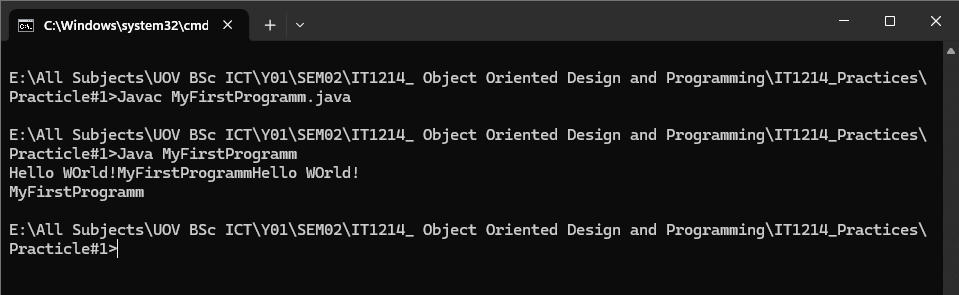 C:\Windows\system32\cmd
E:\All Subjects\UOV BSc ICT\Y01\SEM02\IT1214_ Object Oriented Design and Programming\IT1214_Practices\
Practicle#1>Javac MyFirstProgramm.java
E:\All Subjects\UOV BSc ICT\Y01\SEM02\IT1214_ Object Oriented Design and Programming\IT1214_Practices\
Practicle#1>Java MyFirstProgramm
Hello WOrld!MyFirstProgrammHello WOrld!
MyFirstProgramm
E:\All Subjects\UOV BSc ICT\Y01\SEM02\IT1214_ Object Oriented Design and Programming\IT1214_Practices\
Practicle#1>